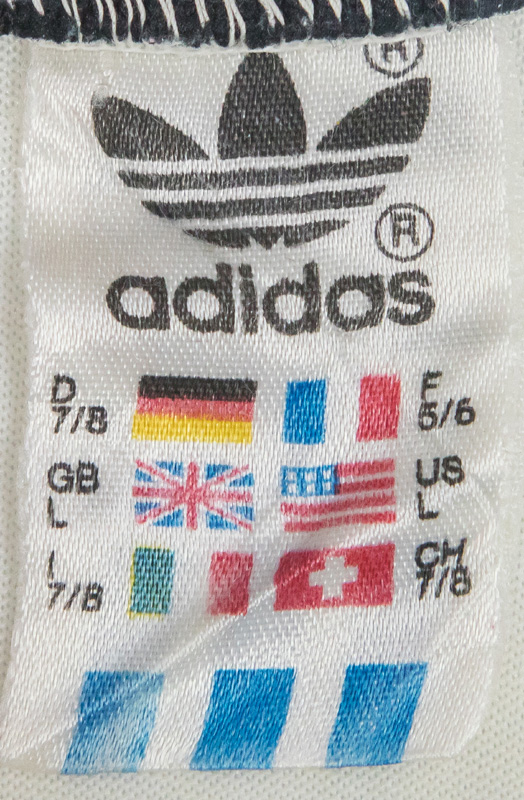 ®
®
adidas
D F
7/8 5/6
GB US
L L
I CH
7/8 7/8